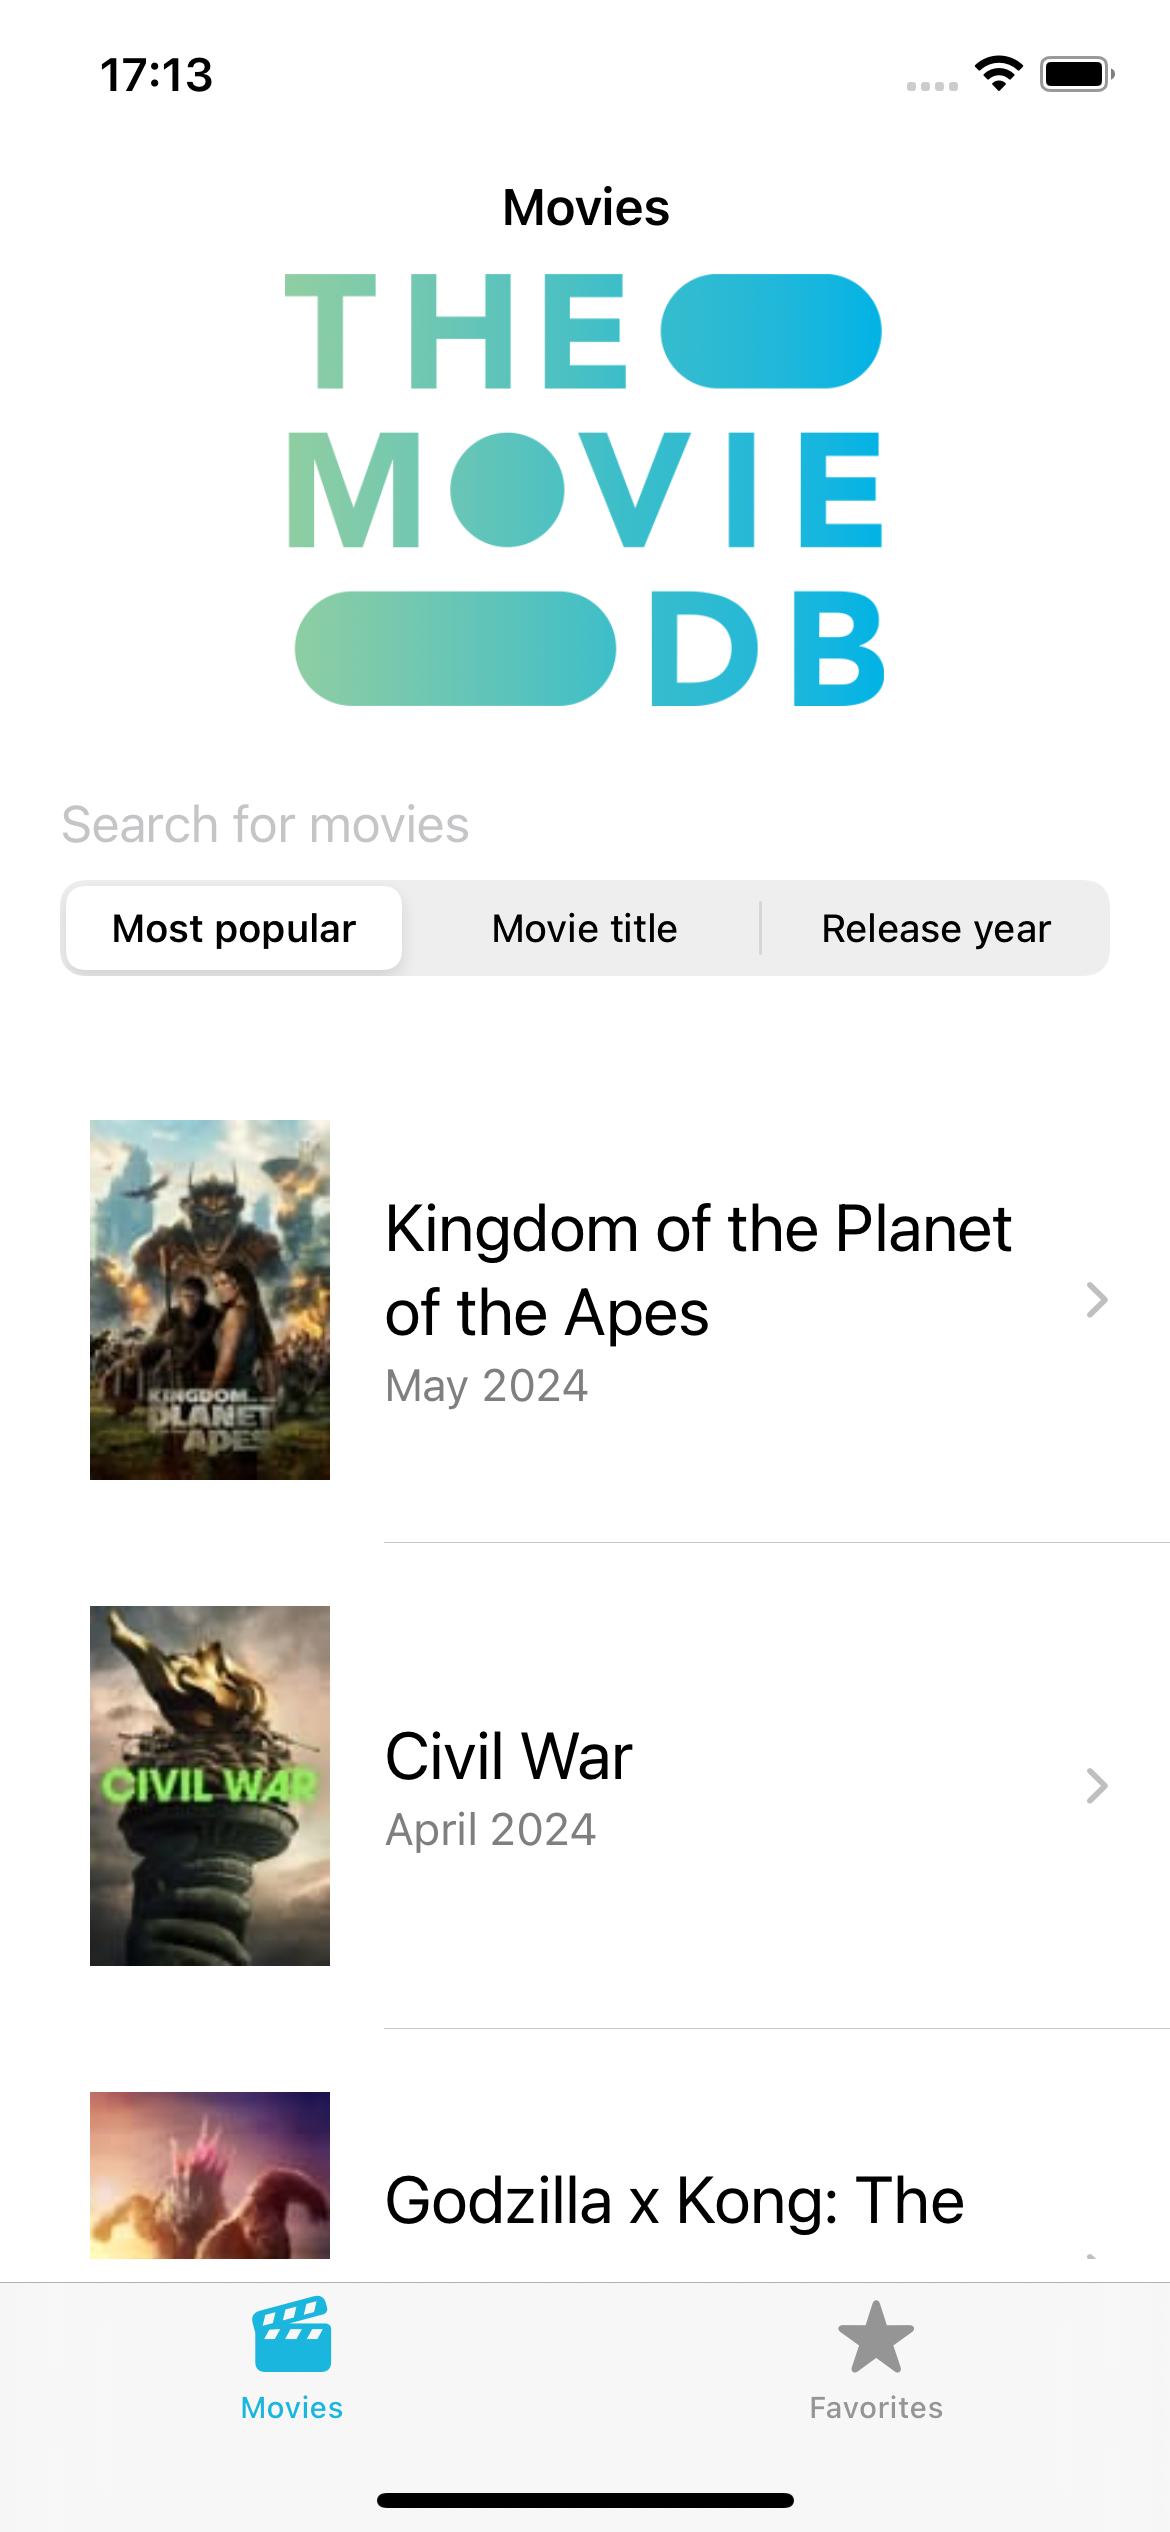 17:13
Movies
THE
MOVIE
DB
Search for movies
Most popular
Movie title
Release year
KINGDOM
PLANET
APES
Kingdom of the Planet
of the Apes
May 2024
CIVIL WAR
Civil War
April 2024
Godzilla x Kong: The
Movies
Favorites